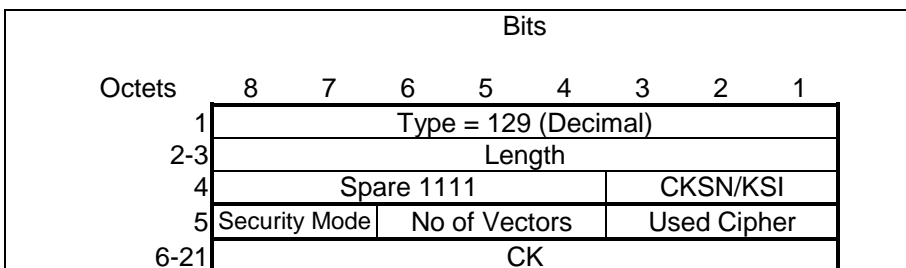 Bits
Octets 8 7 6 5 4 3 2 1
1 Type = 129 (Decimal)
2-3 Length
4 Spare 1111 CKSN/KSI
5 Security Mode No of Vectors Used Cipher
6-21 CK